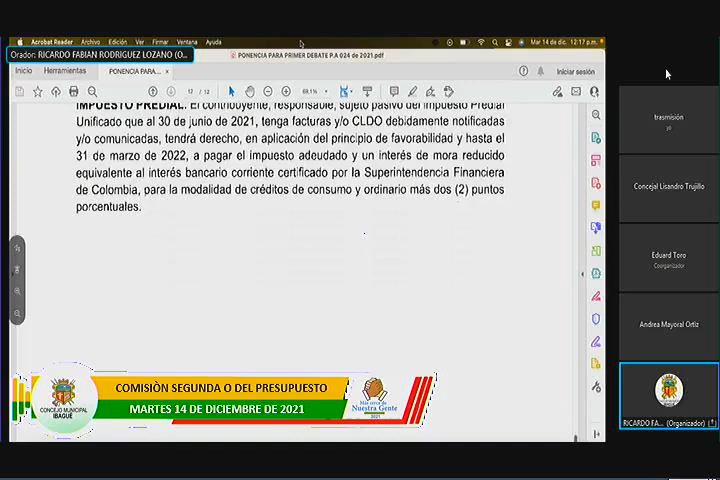 Acrobat Reader Archivo Edición Ver Firmar Ventana Ayuda Mar 14 de dic. 12:17 p.m.
Orador: RICARDO FABIAN RODRIGUEZ LOZANO (O...
PONENCIA PARA PRIMER DEBATE P.A 024 de 2021.pdf
Inicio Herramientas PONENCIA PARA... × Iniciar sesión
12 / 12 69,1%
IMPUESTO PREDIAL: El contribuyente, responsable, sujeto pasivo del Impuesto Predial
Unificado que al 30 de junio de 2021, tenga facturas y/o CLDO debidamente notificadas
y/o comunicadas, tendrá derecho, en aplicación del principio de favorabilidad y hasta el
31 de marzo de 2022, a pagar el impuesto adeudado y un interés de mora reducido
equivalente al interés bancario corriente certificado por la Superintendencia Financiera
de Colombia, para la modalidad de créditos de consumo y ordinario más dos (2) puntos
porcentuales.
trasmisión
yo
Concejal Lisandro Trujillo
Eduard Toro
Coorganizador
Andrea Mayoral Ortiz
RICARDO FA... (Organizador)
CONCEJO MUNICIPAL
IBAGUÉ
COMISIÒN SEGUNDA O DEL PRESUPUESTO
MARTES 14 DE DICIEMBRE DE 2021
Más cerca de
Nuestra Gente
2021